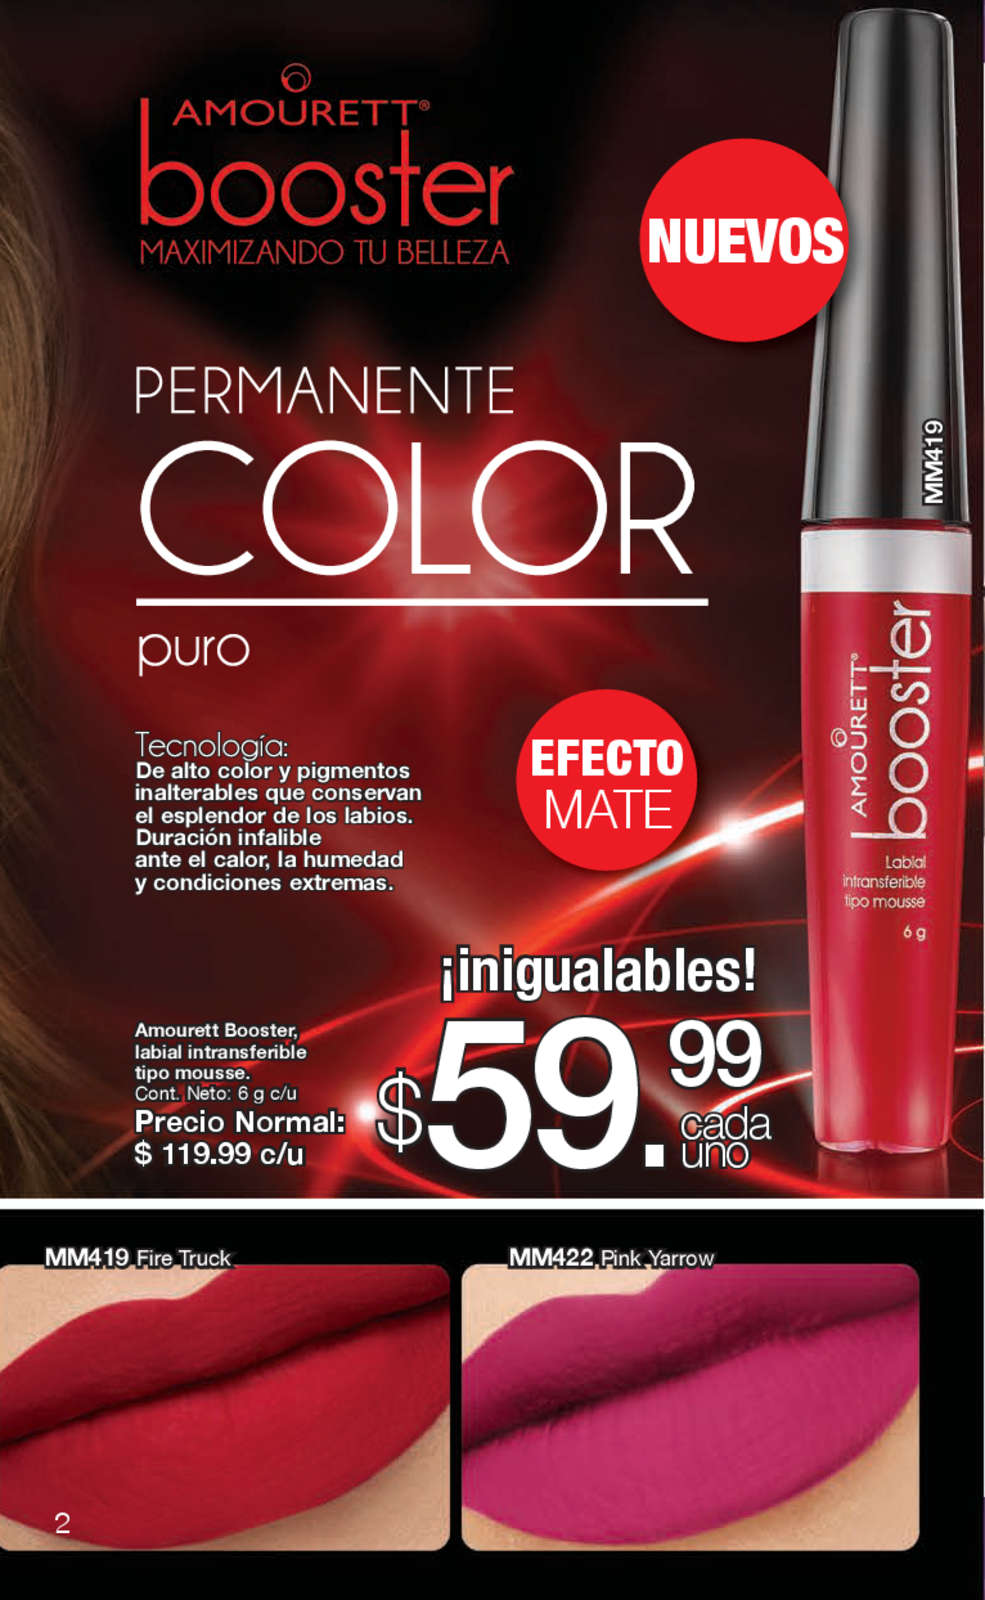 AMOURETT®
booster
MAXIMIZANDO TU BELLEZA
NUEVOS
PERMANENTE
COLOR
puro
MM419
AMOURETT®
booster
Labial
intransferible
tipo mousse
6 g
Tecnología:
De alto color y pigmentos
inalterables que conservan
el esplendor de los labios.
Duración infalible
ante el calor, la humedad
y condiciones extremas.
EFECTO
MATE
¡inigualables!
$59.99
cada
uno
Amourett Booster,
labial intransferible
tipo mousse.
Cont. Neto: 6 g c/u
Precio Normal:
$ 119.99 c/u
MM419 Fire Truck
MM422 Pink Yarrow
2